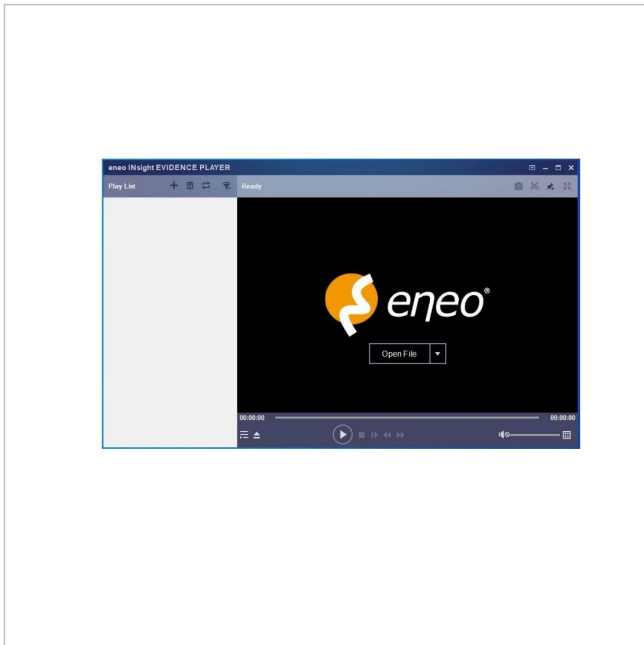 eneo INsight EVIDENCE PLAYER
Play List
Ready
eneo®
Open File
00:00:00
00:00:00